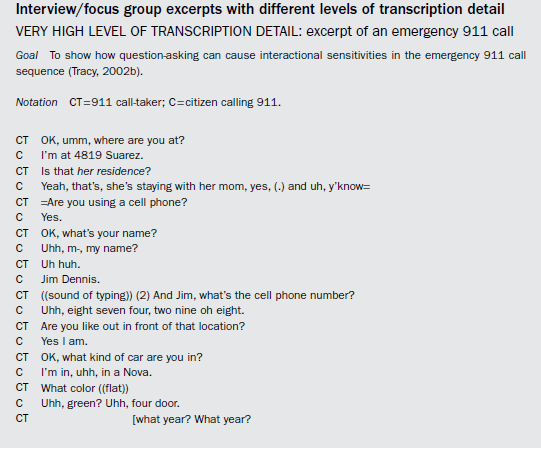 Interview/focus group excerpts with different levels of transcription detail
VERY HIGH LEVEL OF TRANSCRIPTION DETAIL: excerpt of an emergency 911 call
Goal To show how question-asking can cause interactional sensitivities in the emergency 911 call
sequence (Tracy, 2002b).
Notation CT=911 call-taker; C=citizen calling 911.
CT OK, umm, where are you at?
C I'm at 4819 Suarez.
CT Is that her residence?
C Yeah, that's, she's staying with her mom, yes, (.) and uh, y'know=
CT =Are you using a cell phone?
C Yes.
CT OK, what's your name?
C Uhh, m-, my name?
CT Uh huh.
C Jim Dennis.
CT ((sound of typing)) (2) And Jim, what's the cell phone number?
C Uhh, eight seven four, two nine oh eight.
CT Are you like out in front of that location?
C Yes I am.
CT OK, what kind of car are you in?
C I'm in, uhh, in a Nova.
CT What color ((flat))
C Uhh, green? Uhh, four door.
CT [what year? What year?